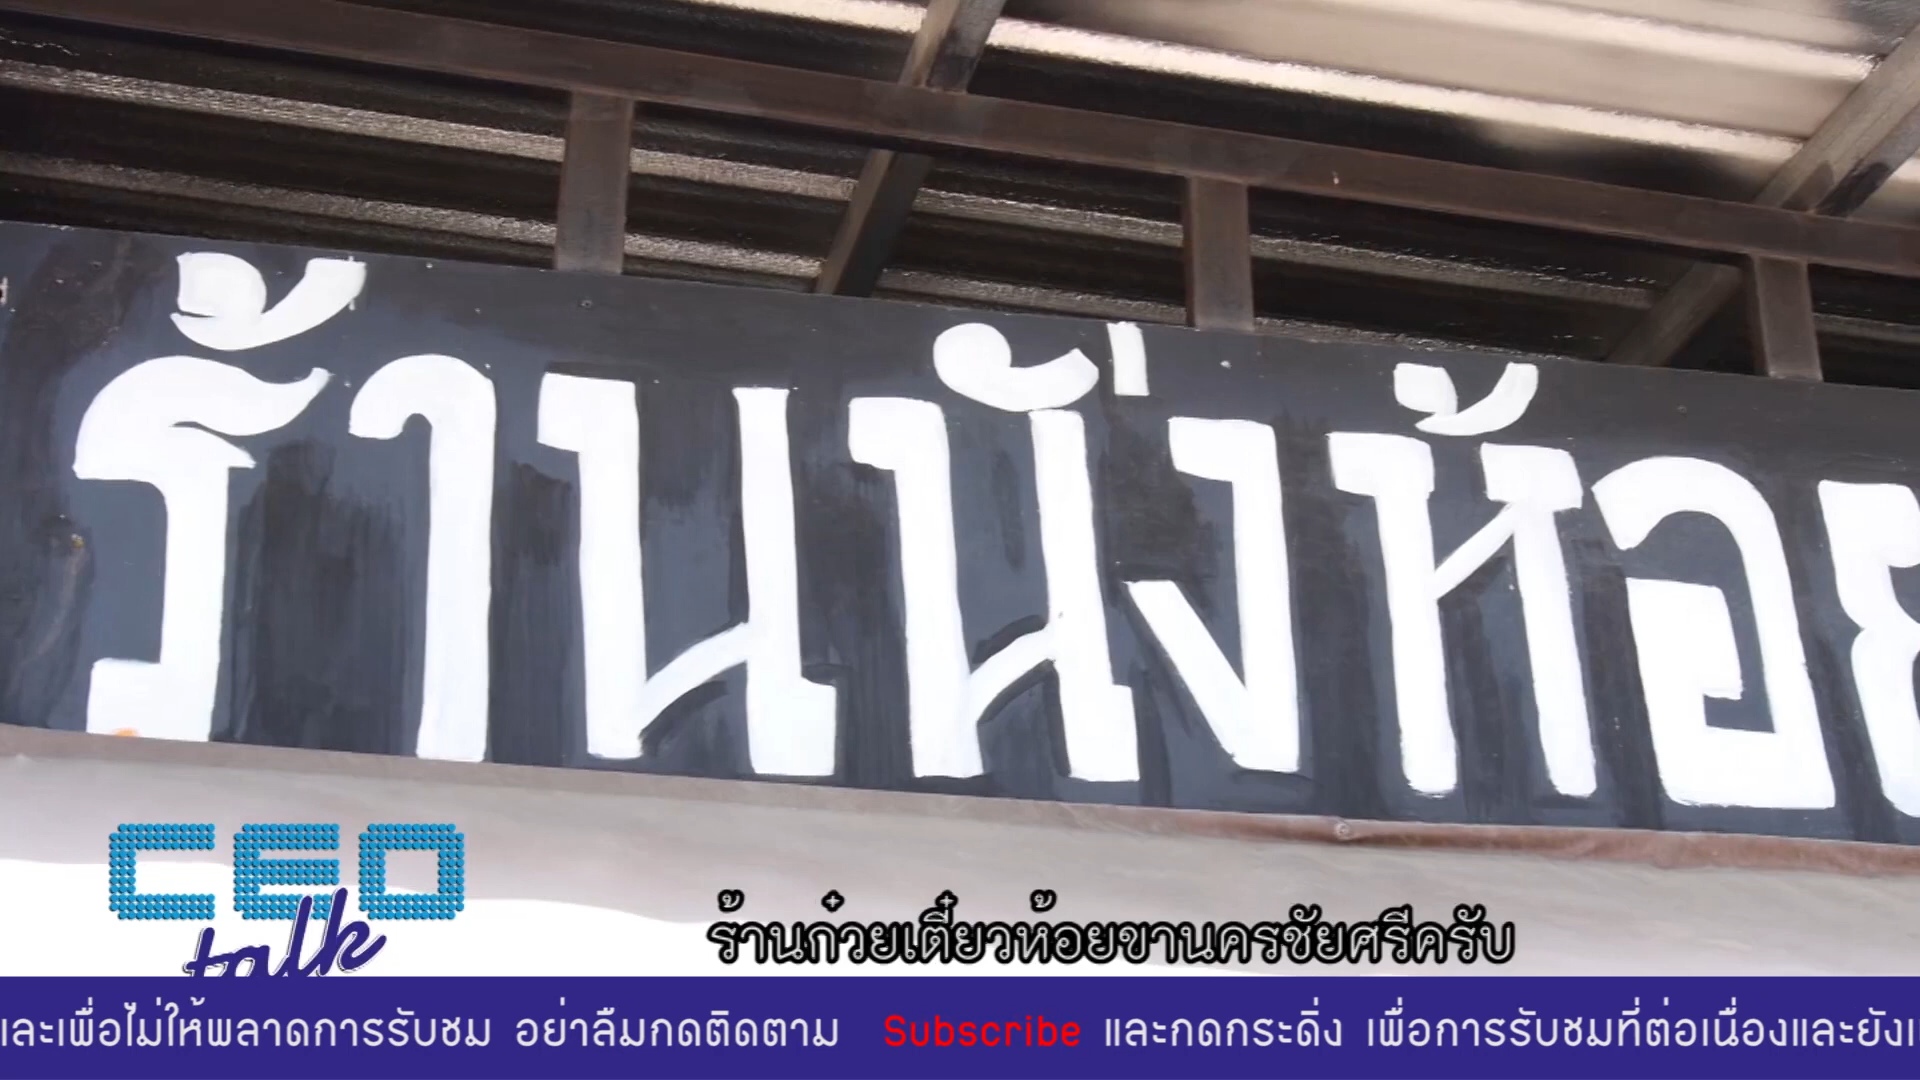 ร้านนั่งห้อย
CEO
talk
ร้านก๋วยเตี๋ยวห้อยขานครชัยศรีครับ
และเพื่อไม่ให้พลาดการรับชม อย่าลืมกดติดตาม Subscribe และกดกระดิ่ง เพื่อการรับชมที่ต่อเนื่องและยัง